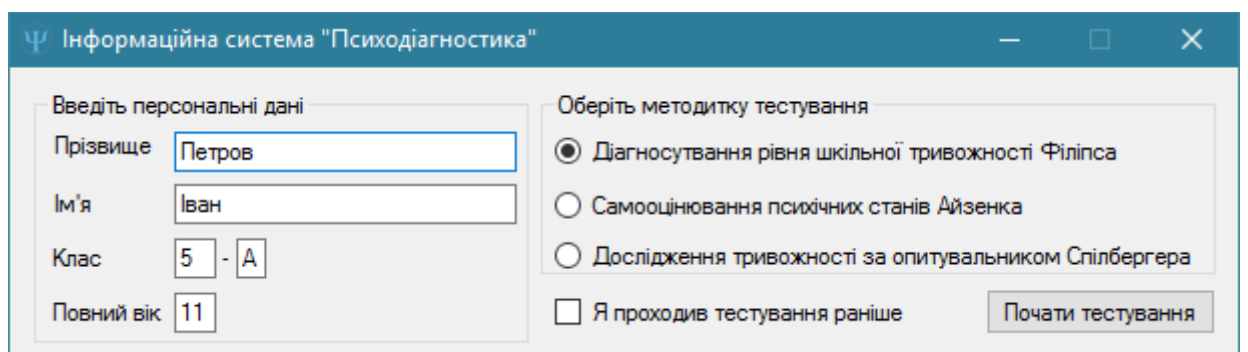 Ψ Інформаційна система "Психодіагностика"
Введіть персональні дані
Прізвище Петров
Ім'я Іван
Клас 5 - А
Повний вік 11
Оберіть методитку тестування
Діагносутвання рівня шкільної тривожності Філіпса
Самооцінювання психічних станів Айзенка
Дослідження тривожності за опитувальником Спілбергера
Я проходив тестування раніше
Почати тестування